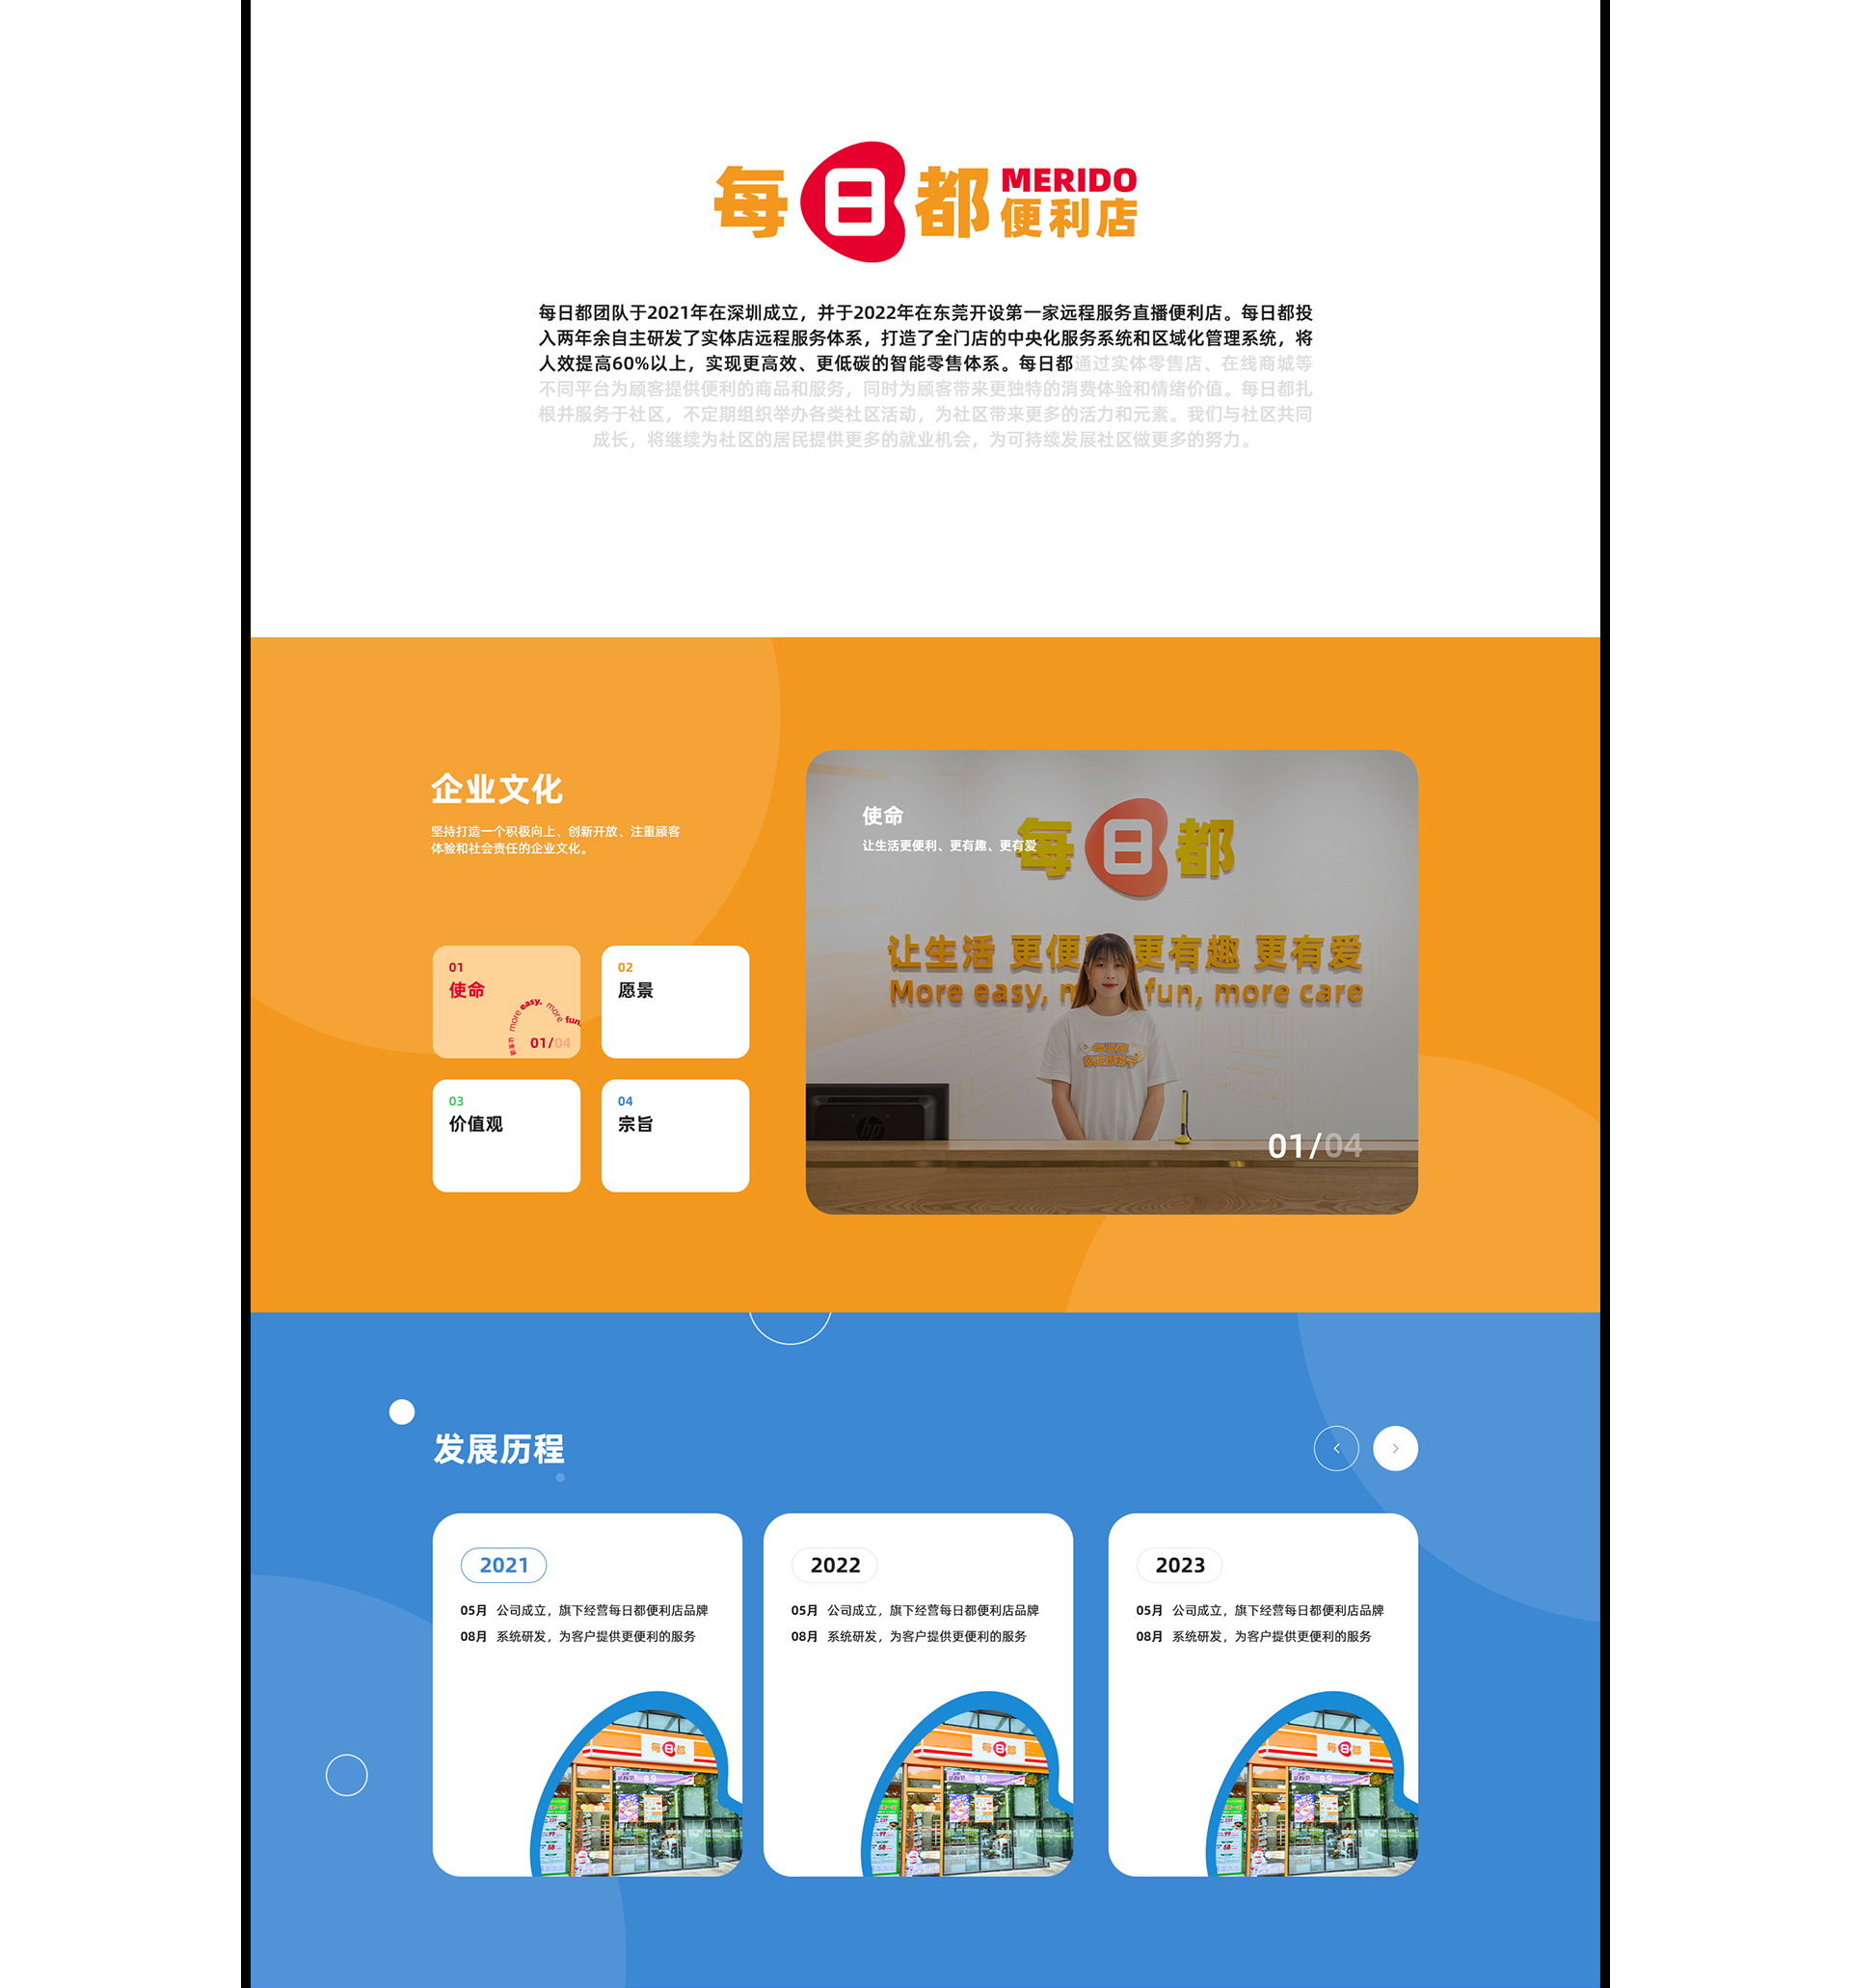 每日都 MERIDO
便利店
每日都团队于2021年在深圳成立，并于2022年在东莞开设第一家远程服务直播便利店。每日都投
入两年余自主研发了实体店远程服务体系，打造了全门店的中央化服务系统和区域化管理系统，将
人效提高60%以上，实现更高效、更低碳的智能零售体系。每日都通过实体零售店、在线商城等
不同平台为顾客提供便利的商品和服务，同时为顾客带来更独特的消费体验和情绪价值。每日都扎
根并服务于社区，不定期组织举办各类社区活动，为社区带来更多的活力和元素。我们与社区共同
成长，将继续为社区的居民提供更多的就业机会，为可持续发展社区做更多的努力。
企业文化
坚持打造一个积极向上、创新开放、注重顾客
体验和社会责任的企业文化。
01
使命
让生活 more easy, more fun,
01/04
02
愿景
03
价值观
04
宗旨
使命
让生活更便利、更有趣、更有爱
每日都
让生活 更便 更有趣 更有爱
More easy, fun, more care
hp
01/04
发展历程
2021
05月 公司成立，旗下经营每日都便利店品牌
08月 系统研发，为客户提供更便利的服务
每日都
2022
05月 公司成立，旗下经营每日都便利店品牌
08月 系统研发，为客户提供更便利的服务
每日都
2023
05月 公司成立，旗下经营每日都便利店品牌
08月 系统研发，为客户提供更便利的服务
每日都